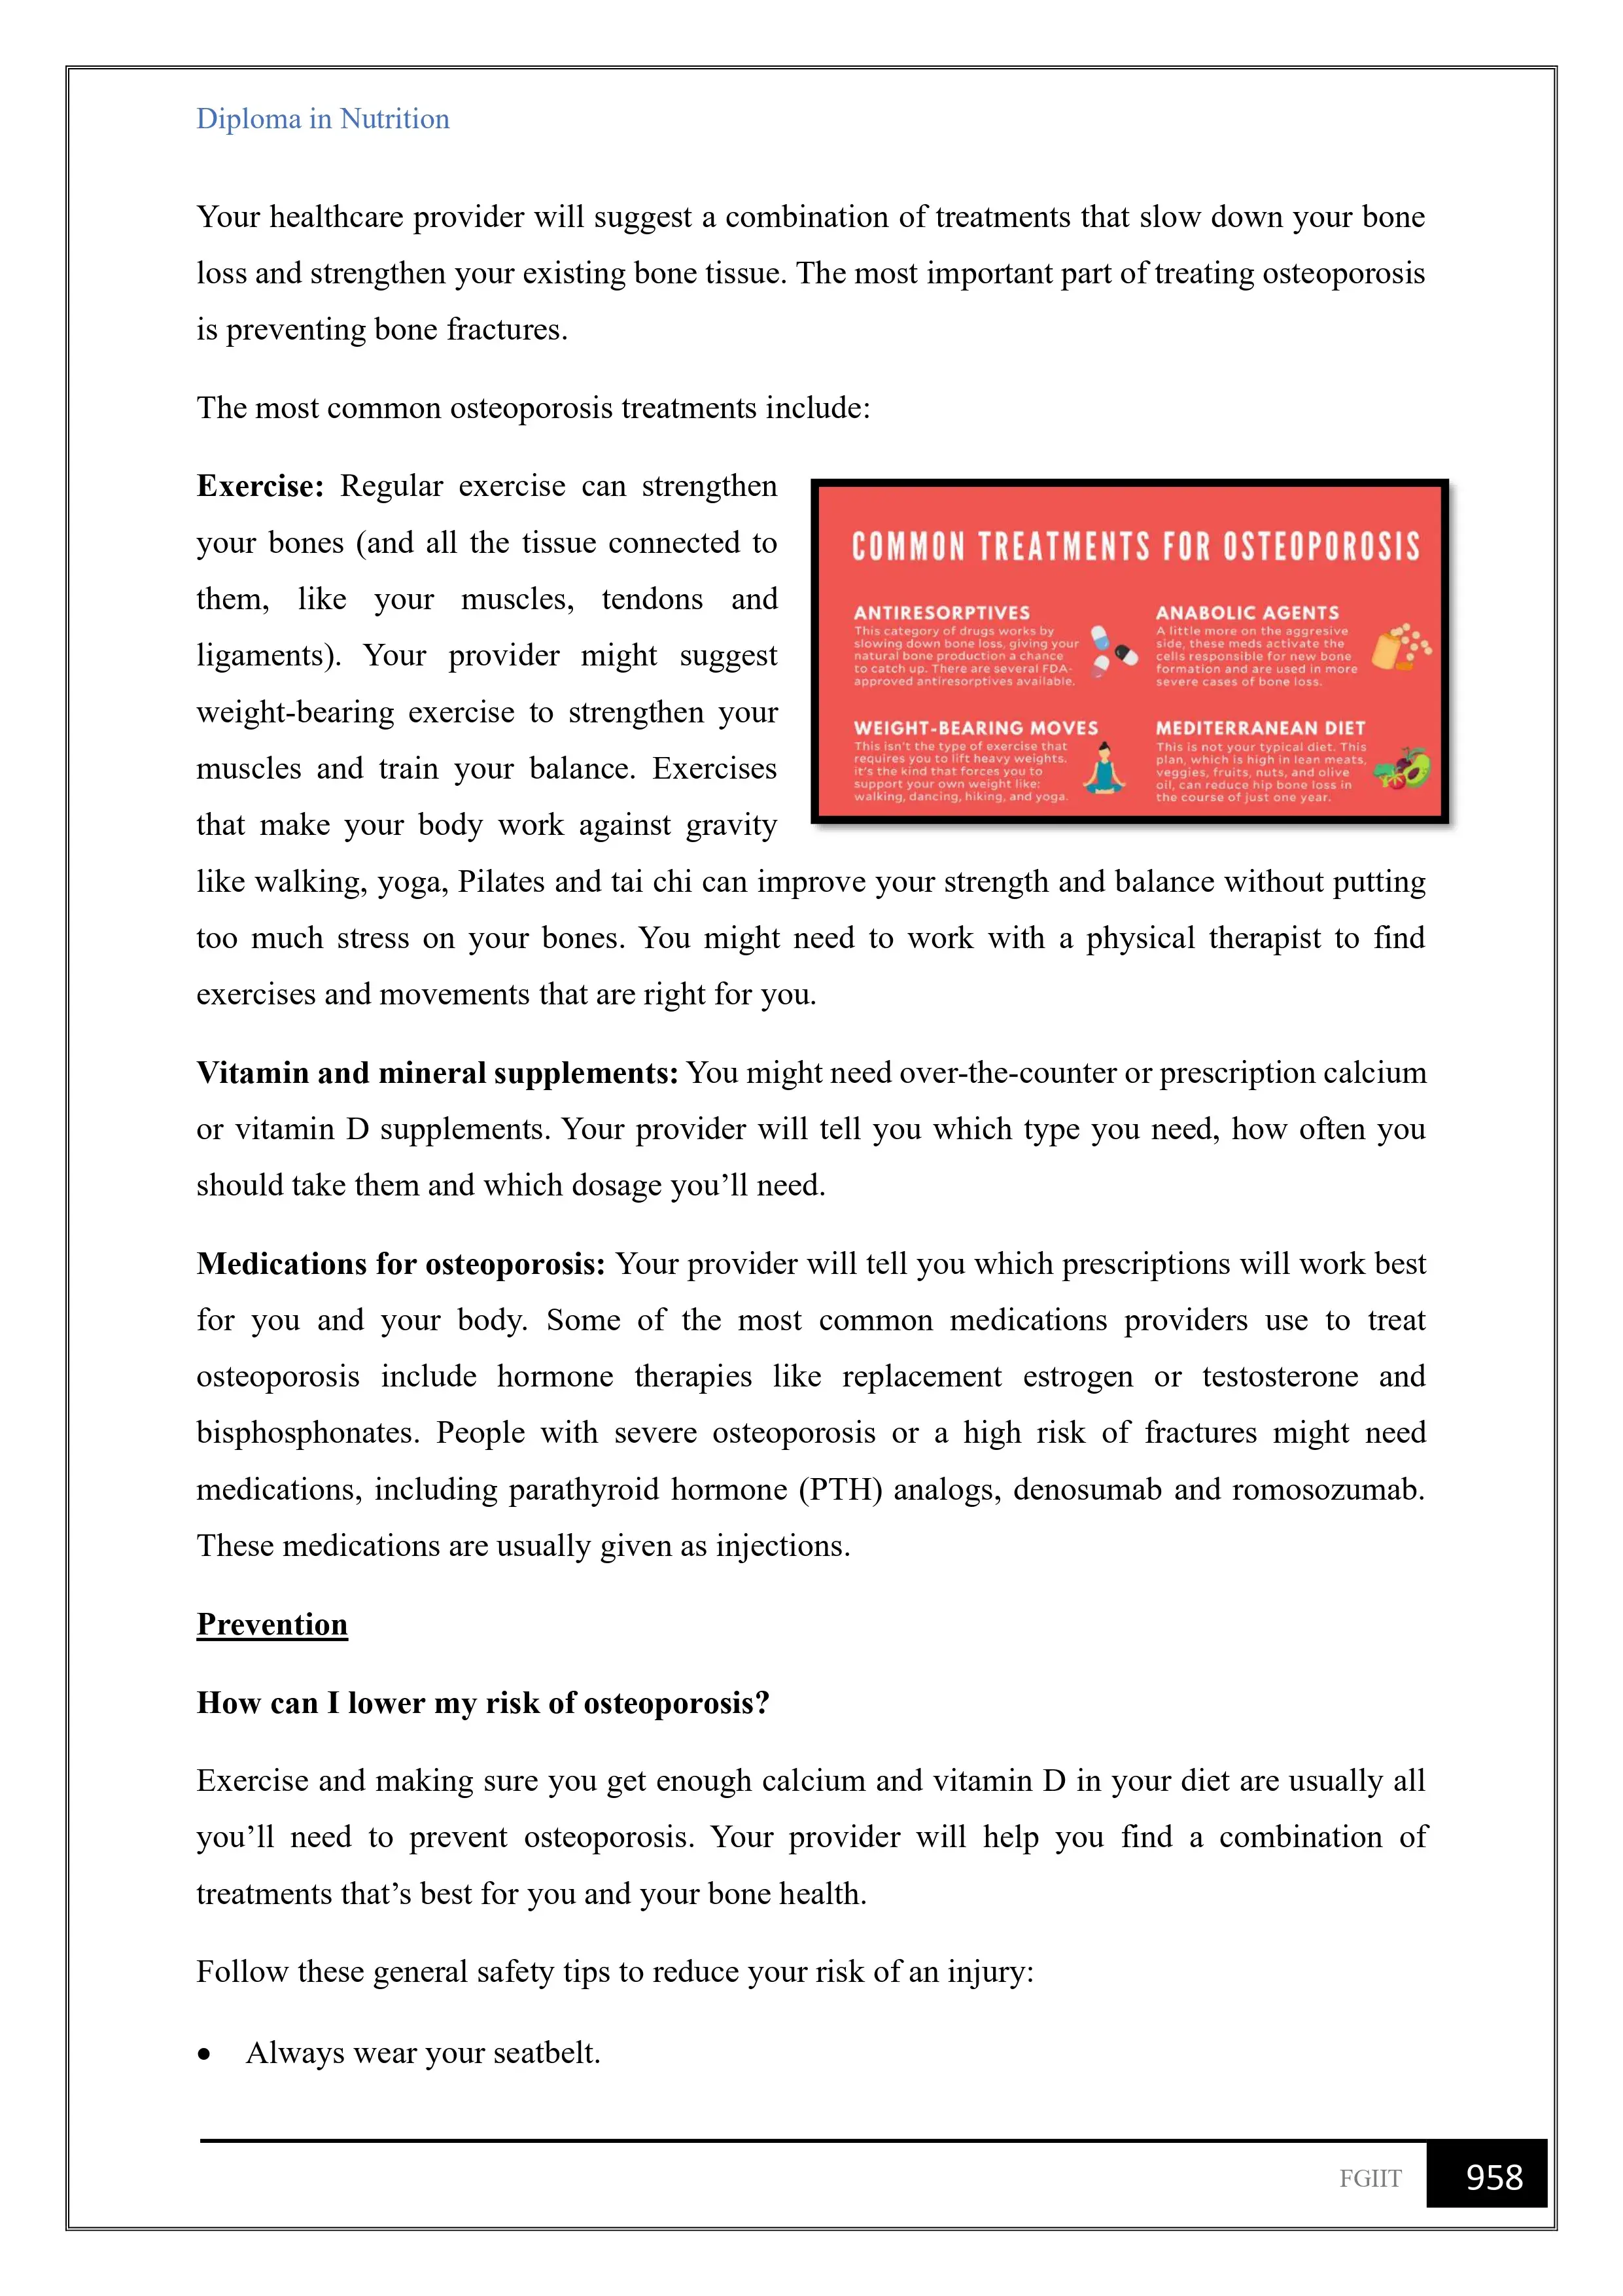 Diploma in Nutrition
Your healthcare provider will suggest a combination of treatments that slow down your bone
loss and strengthen your existing bone tissue. The most important part of treating osteoporosis
is preventing bone fractures.
The most common osteoporosis treatments include:
Exercise: Regular exercise can strengthen
your bones (and all the tissue connected to
them, like your muscles, tendons and
ligaments). Your provider might suggest
weight-bearing exercise to strengthen your
muscles and train your balance. Exercises
that make your body work against gravity
COMMON TREATMENTS FOR OSTEOPOROSIS
ANTIRESORPTIVES
This category of drugs works by
slowing down bone loss, giving your
natural bone production a chance
to catch up. There are several FDA-
approved antiresorptives available.
ANABOLIC AGENTS
A little more on the aggresive
side, these meds activate the
cells responsible for new bone
formation and are used in more
severe cases of bone loss.
WEIGHT-BEARING MOVES
This isn't the type of exercise that
requires you to lift heavy weights.
it's the kind that forces you to
support your own weight like:
walking, dancing, hiking, and yoga.
MEDITERRANEAN DIET
This is not your typical diet. This
plan, which is high in lean meats,
veggies, fruits, nuts, and olive
oil, can reduce hip bone loss in
the course of just one year.
like walking, yoga, Pilates and tai chi can improve your strength and balance without putting
too much stress on your bones. You might need to work with a physical therapist to find
exercises and movements that are right for you.
Vitamin and mineral supplements: You might need over-the-counter or prescription calcium
or vitamin D supplements. Your provider will tell you which type you need, how often you
should take them and which dosage you’ll need.
Medications for osteoporosis: Your provider will tell you which prescriptions will work best
for you and your body. Some of the most common medications providers use to treat
osteoporosis include hormone therapies like replacement estrogen or testosterone and
bisphosphonates. People with severe osteoporosis or a high risk of fractures might need
medications, including parathyroid hormone (PTH) analogs, denosumab and romosozumab.
These medications are usually given as injections.
Prevention
How can I lower my risk of osteoporosis?
Exercise and making sure you get enough calcium and vitamin D in your diet are usually all
you’ll need to prevent osteoporosis. Your provider will help you find a combination of
treatments that’s best for you and your bone health.
Follow these general safety tips to reduce your risk of an injury:
• Always wear your seatbelt.
FGIIT 958